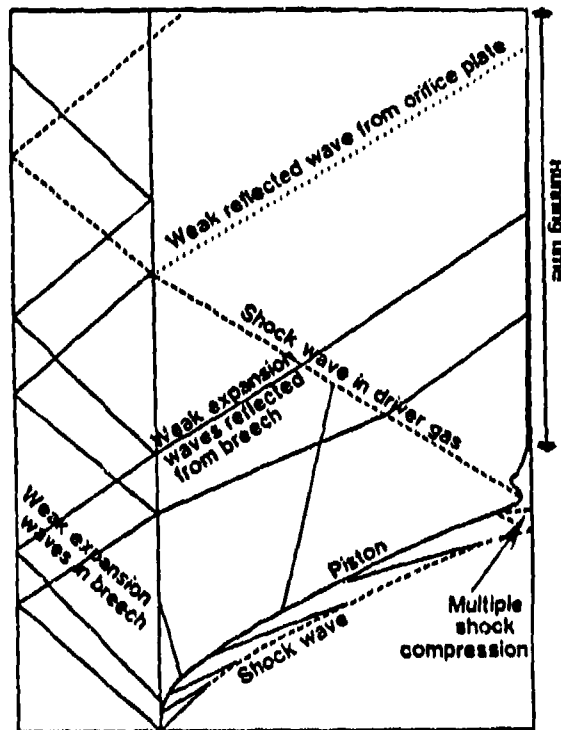 Weak reflected wave from orifice plate
Running time
Shock wave in driver gas
Weak expansion
waves reflected
from breech
Weak expansion
waves in breech
Piston
Shock wave
Multiple
shock
compression